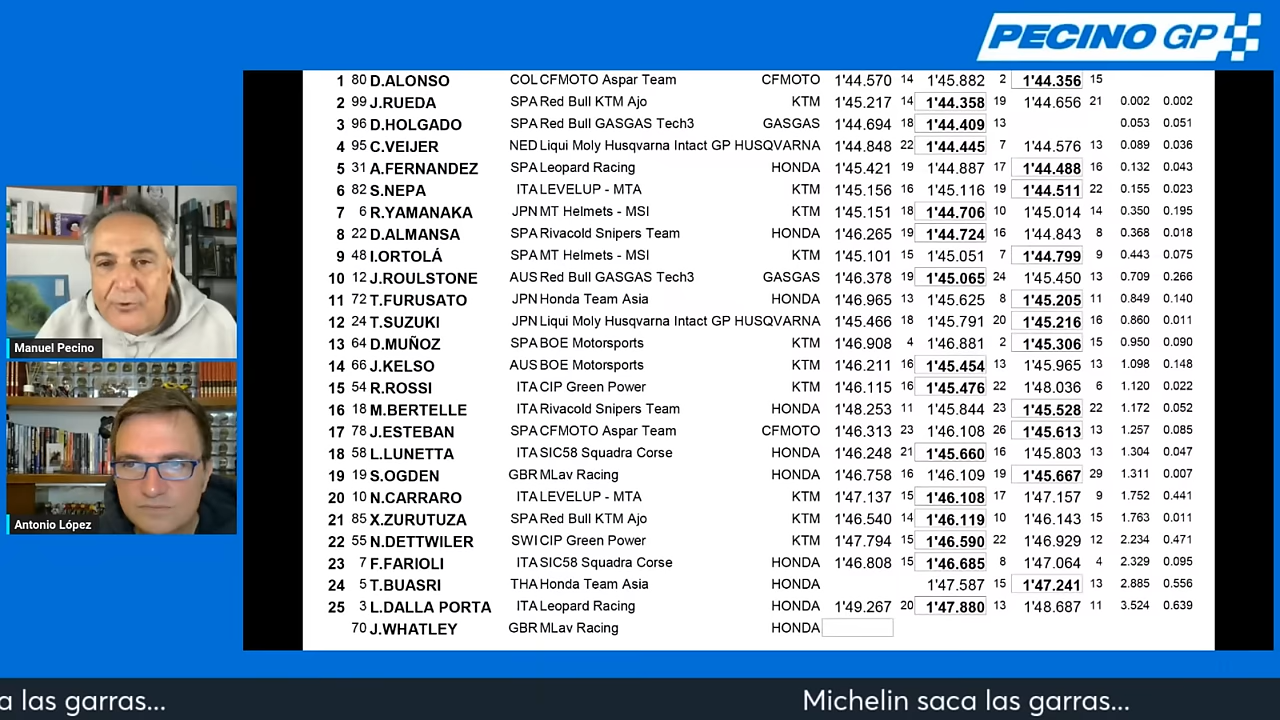 PECINO GP
1 80 D.ALONSO COL CFMOTO Aspar Team CFMOTO 1'44.570 14 1'45.882 2 1'44.356 15
2 99 J.RUEDA SPA Red Bull KTM Ajo KTM 1'45.217 14 1'44.358 19 1'44.656 21 0.002 0.002
3 96 D.HOLGADO SPA Red Bull GASGAS Tech3 GASGAS 1'44.694 18 1'44.409 13 0.053 0.051
4 95 C.VEIJER NED Liqui Moly Husqvarna Intact GP HUSQVARNA 1'44.848 22 1'44.445 7 1'44.576 13 0.089 0.036
5 31 A.FERNANDEZ SPA Leopard Racing HONDA 1'45.421 19 1'44.887 17 1'44.488 16 0.132 0.043
6 82 S.NEPA ITA LEVELUP - MTA KTM 1'45.156 16 1'45.116 19 1'44.511 22 0.155 0.023
7 6 R.YAMANAKA JPN MT Helmets - MSI KTM 1'45.151 18 1'44.706 10 1'45.014 14 0.350 0.195
8 22 D.ALMANSA SPA Rivacold Snipers Team HONDA 1'46.265 19 1'44.724 16 1'44.843 8 0.368 0.018
9 48 I.ORTOLÁ SPA MT Helmets - MSI KTM 1'45.101 15 1'45.051 7 1'44.799 9 0.443 0.075
10 12 J.ROULSTONE AUS Red Bull GASGAS Tech3 GASGAS 1'46.378 19 1'45.065 24 1'45.450 13 0.709 0.266
11 72 T.FURUSATO JPN Honda Team Asia HONDA 1'46.965 13 1'45.625 8 1'45.205 11 0.849 0.140
12 24 T.SUZUKI JPN Liqui Moly Husqvarna Intact GP HUSQVARNA 1'45.466 18 1'45.791 20 1'45.216 16 0.860 0.011
13 64 D.MUÑOZ SPA BOE Motorsports KTM 1'46.908 4 1'46.881 2 1'45.306 15 0.950 0.090
14 66 J.KELSO AUS BOE Motorsports KTM 1'46.211 16 1'45.454 13 1'45.965 13 1.098 0.148
15 54 R.ROSSI ITA CIP Green Power KTM 1'46.115 16 1'45.476 22 1'48.036 6 1.120 0.022
16 18 M.BERTELLE ITA Rivacold Snipers Team HONDA 1'48.253 11 1'45.844 23 1'45.528 22 1.172 0.052
17 78 J.ESTEBAN SPA CFMOTO Aspar Team CFMOTO 1'46.313 23 1'46.108 26 1'45.613 13 1.257 0.085
18 58 L.LUNETTA ITA SIC58 Squadra Corse HONDA 1'46.248 21 1'45.660 16 1'45.803 13 1.304 0.047
19 19 S.OGDEN GBR MLav Racing HONDA 1'46.758 16 1'46.109 19 1'45.667 29 1.311 0.007
20 10 N.CARRARO ITA LEVELUP - MTA KTM 1'47.137 15 1'46.108 17 1'47.157 9 1.752 0.441
21 85 X.ZURUTUZA SPA Red Bull KTM Ajo KTM 1'46.540 14 1'46.119 10 1'46.143 15 1.763 0.011
22 55 N.DETTWILER SWI CIP Green Power KTM 1'47.794 15 1'46.590 22 1'46.929 12 2.234 0.471
23 7 F.FARIOLI ITA SIC58 Squadra Corse HONDA 1'46.808 15 1'46.685 8 1'47.064 4 2.329 0.095
24 5 T.BUASRI THA Honda Team Asia HONDA 1'47.587 15 1'47.241 13 2.885 0.556
25 3 L.DALLA PORTA ITA Leopard Racing HONDA 1'49.267 20 1'47.880 13 1'48.687 11 3.524 0.639
70 J.WHATLEY GBR MLav Racing HONDA
Manuel Pecino
Antonio López
a las garras... Michelin saca las garras...